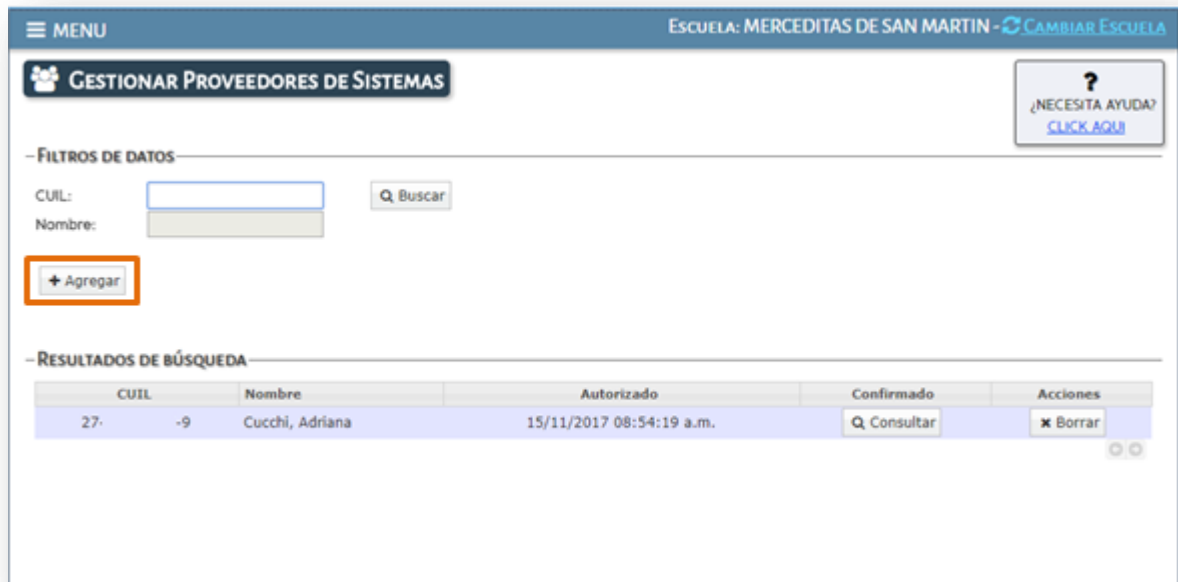 MENU
ESCUELA: MERCEDITAS DE SAN MARTIN - CAMBIAR ESCUELA
GESTIONAR PROVEEDORES DE SISTEMAS
?
¿NECESITA AYUDA?
CLICK AQUI
FILTROS DE DATOS
CUIL: Buscar
Nombre:
+ Agregar
RESULTADOS DE BÚSQUEDA
CUIL Nombre Autorizado Confirmado Acciones
27- -9 Cucchi, Adriana 15/11/2017 08:54:19 a.m. Consultar Borrar